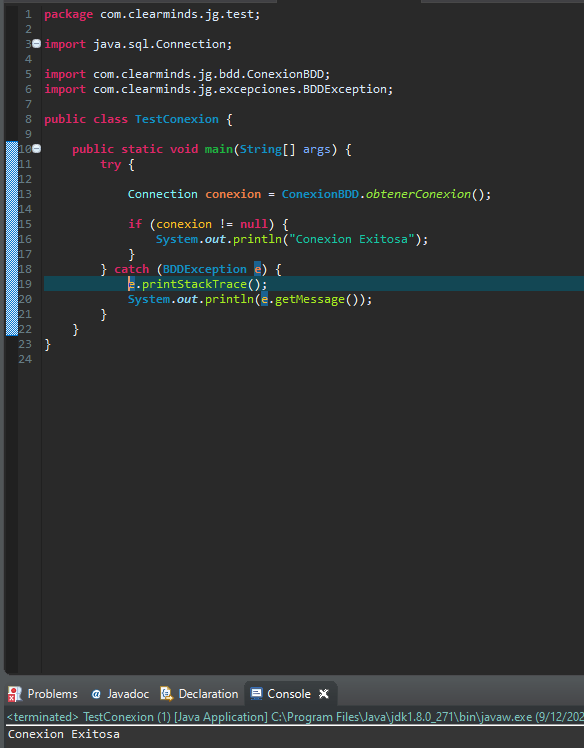 1 package com.clearminds.jg.test;
2
3 import java.sql.Connection;
4
5 import com.clearminds.jg.bdd.ConexionBDD;
6 import com.clearminds.jg.excepciones.BDDException;
7
8 public class TestConexion {
9
10 public static void main(String[] args) {
11 try {
12
13 Connection conexion = ConexionBDD.obtenerConexion();
14
15 if (conexion != null) {
16 System.out.println("Conexion Exitosa");
17 }
18 } catch (BDDException e) {
19 e.printStackTrace();
20 System.out.println(e.getMessage());
21 }
22 }
23 }
24
Problems @ Javadoc Declaration Console
<terminated> TestConexion (1) [Java Application] C:\Program Files\Java\jdk1.8.0_271\bin\javaw.exe (9/12/202
Conexion Exitosa